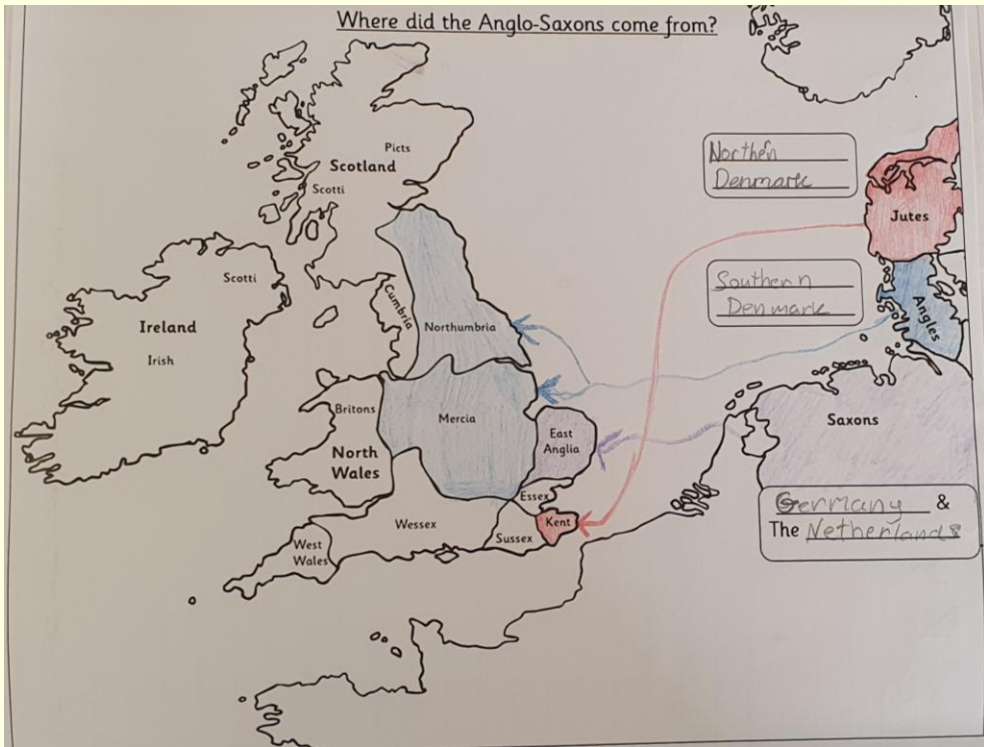 Where did the Anglo-Saxons come from?
Picts
Scotland
Scotti
Northen
Denmark
Jutes
Southern
Denmark
Angles
Scotti
Ireland
Irish
Cumbria
Northumbria
Britons
North
Wales
Mercia
East
Anglia
Saxons
Essex
Wessex
Sussex
Kent
West
Wales
Germany &
The Netherlands